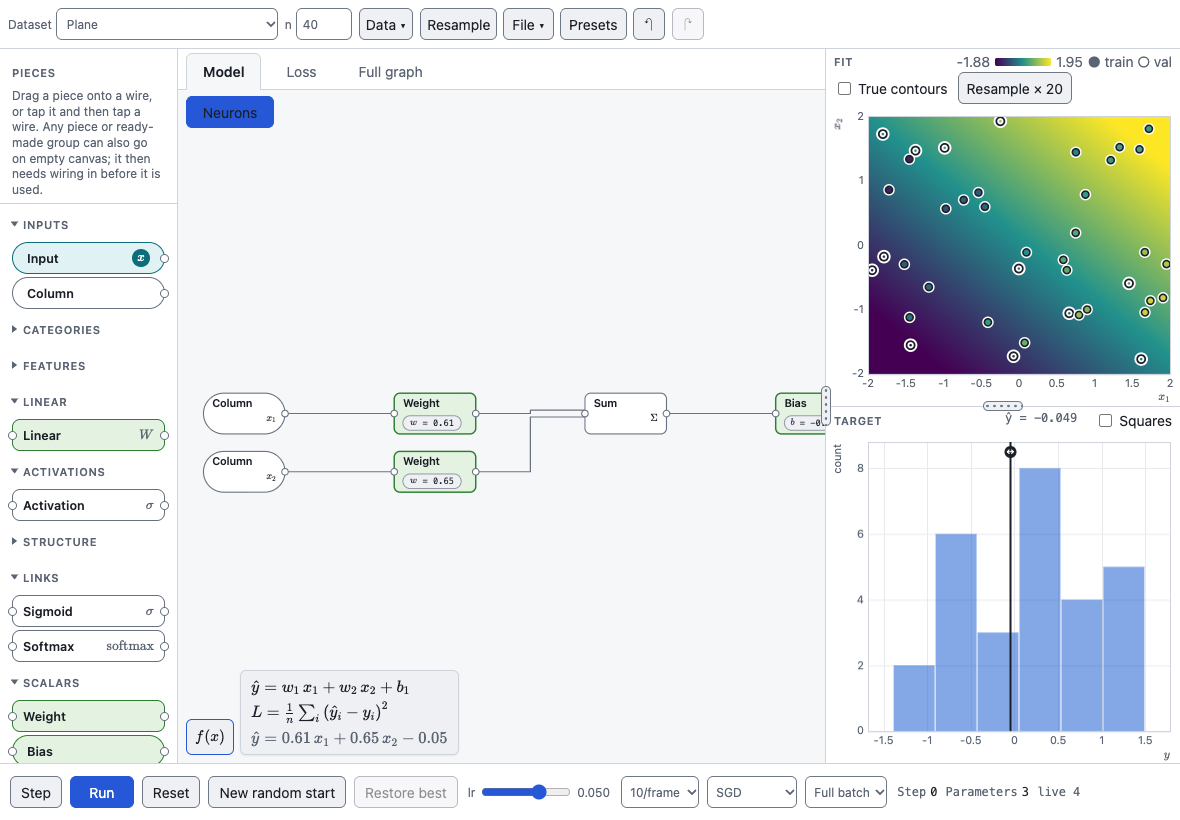 Dataset Plane n 40 Data ▾ Resample File ▾ Presets
PIECES
Drag a piece onto a wire,
or tap it and then tap a
wire. Any piece or ready-
made group can also go
on empty canvas; it then
needs wiring in before it is
used.
INPUTS
Input x
Column
CATEGORIES
FEATURES
LINEAR
Linear W
ACTIVATIONS
Activation σ
STRUCTURE
LINKS
Sigmoid σ
Softmax softmax
SCALARS
Weight
Bias
Model Loss Full graph
Neurons
Column x₁
Weight w = 0.61
Sum Σ
Bias b = -0.
Column x₂
Weight w = 0.65
f(x)
ŷ = w₁ x₁ + w₂ x₂ + b₁
L = 1/n ∑ᵢ (ŷᵢ − yᵢ)²
ŷ = 0.61 x₁ + 0.65 x₂ − 0.05
FIT -1.88 1.95 train val
True contours Resample × 20
x₂
2
1
0
-1
-2
-2 -1.5 -1 -0.5 0 0.5 1 1.5 2
x₁
TARGET ŷ = −0.049 Squares
count
8
6
4
2
0
-1.5 -1 -0.5 0 0.5 1 1.5
y
Step Run Reset New random start Restore best lr 0.050 10/frame SGD Full batch Step 0 Parameters 3 live 4